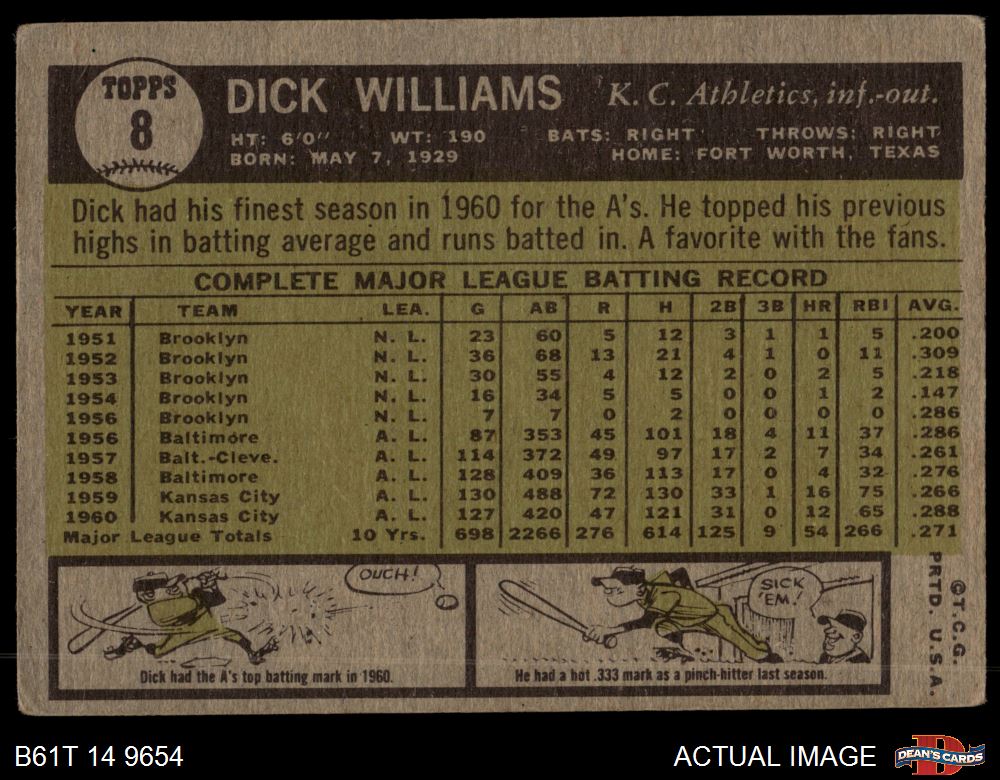 TOPPS
8
DICK WILLIAMS K. C. Athletics, inf.-out.
HT: 6'0" WT: 190 BATS: RIGHT THROWS: RIGHT
BORN: MAY 7, 1929 HOME: FORT WORTH, TEXAS
Dick had his finest season in 1960 for the A's. He topped his previous
highs in batting average and runs batted in. A favorite with the fans.
COMPLETE MAJOR LEAGUE BATTING RECORD
YEAR TEAM LEA. G AB R H 2B 3B HR RBI AVG.
1951 Brooklyn N. L. 23 60 5 12 3 1 1 5 .200
1952 Brooklyn N. L. 36 68 13 21 4 1 0 11 .309
1953 Brooklyn N. L. 30 55 4 12 2 0 2 5 .218
1954 Brooklyn N. L. 16 34 5 5 0 0 1 2 .147
1956 Brooklyn N. L. 7 7 0 2 0 0 0 0 .286
1956 Baltimore A. L. 87 353 45 101 18 4 11 37 .286
1957 Balt.-Cleve. A. L. 114 372 49 97 17 2 7 34 .261
1958 Baltimore A. L. 128 409 36 113 17 0 4 32 .276
1959 Kansas City A. L. 130 488 72 130 33 1 16 75 .266
1960 Kansas City A. L. 127 420 47 121 31 0 12 65 .288
Major League Totals 10 Yrs. 698 2266 276 614 125 9 54 266 .271
OUCH!
Dick had the A's top batting mark in 1960.
SICK
'EM!
He had a hot .333 mark as a pinch-hitter last season.
©T.C.G.
PRTD. U.S.A.
B61T 14 9654 ACTUAL IMAGE
D
DEAN'S CARDS